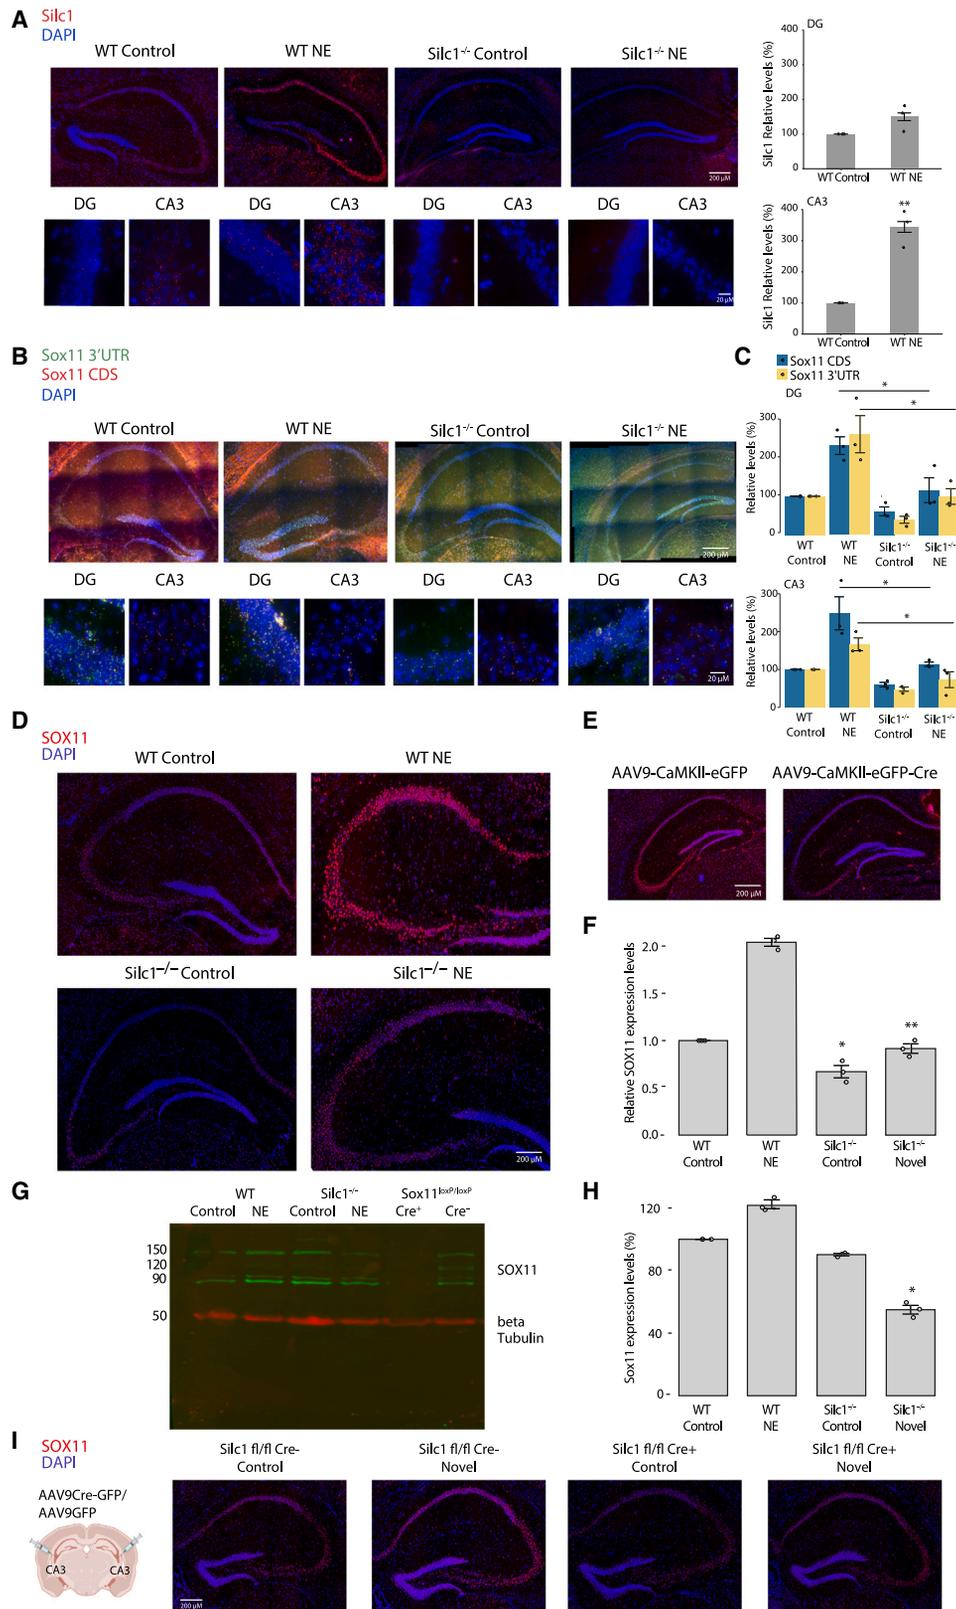 A
Silc1
DAPI
WT Control
WT NE
Silc1-/- Control
Silc1-/- NE
200 µM
DG
CA3
DG
CA3
DG
CA3
DG
CA3
20 µM
DG
Silc1 Relative levels (%)
400
300
200
100
0
WT Control
WT NE
CA3
**
Silc1 Relative levels (%)
400
300
200
100
0
WT Control
WT NE
B
Sox11 3'UTR
Sox11 CDS
DAPI
WT Control
WT NE
Silc1-/- Control
Silc1-/- NE
200 µM
DG
CA3
DG
CA3
DG
CA3
DG
CA3
20 µM
C
Sox11 CDS
Sox11 3'UTR
DG
*
*
Relative levels (%)
300
200
100
0
WT
Control
WT
NE
Silc1-/-
Control
Silc1-/-
NE
CA3
*
*
Relative levels (%)
300
200
100
0
WT
Control
WT
NE
Silc1-/-
Control
Silc1-/-
NE
D
SOX11
DAPI
WT Control
WT NE
Silc1-/- Control
Silc1-/- NE
200 µM
E
AAV9-CaMKII-eGFP
AAV9-CaMKII-eGFP-Cre
200 µM
F
Relative SOX11 expression levels
2.0
1.5
1.0
0.5
0.0
*
**
WT
Control
WT
NE
Silc1-/-
Control
Silc1-/-
Novel
G
WT
Silc1-/-
Sox11loxP/loxP
Control
NE
Control
NE
Cre+
Cre-
150
120
90
50
SOX11
beta
Tubulin
H
Sox11 expression levels (%)
120
80
40
0
*
WT
Control
WT
NE
Silc1-/-
Control
Silc1-/-
Novel
I
SOX11
DAPI
AAV9Cre-GFP/
AAV9GFP
CA3
CA3
Silc1 fl/fl Cre-
Control
Silc1 fl/fl Cre-
Novel
Silc1 fl/fl Cre+
Control
Silc1 fl/fl Cre+
Novel
200 µM